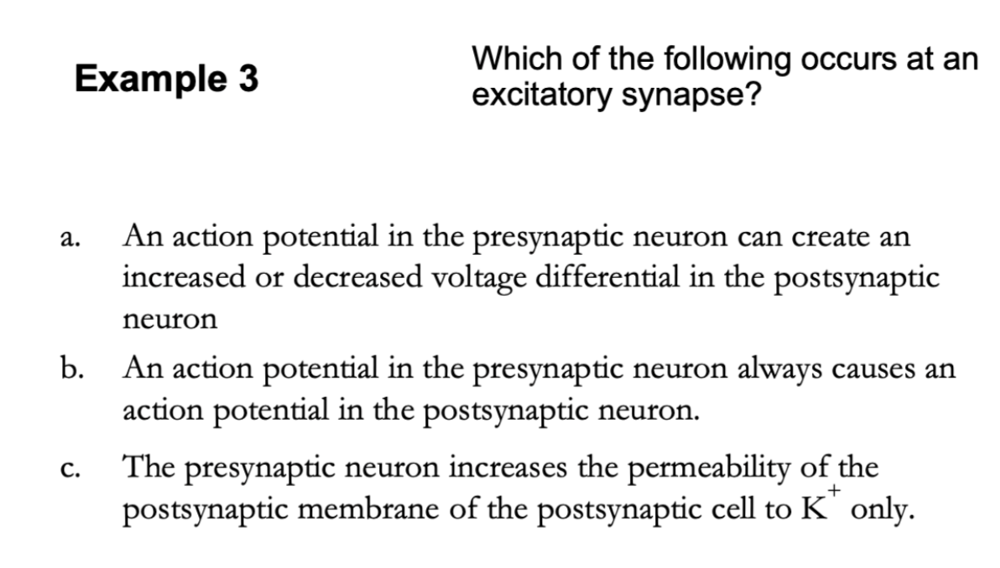 Example 3
Which of the following occurs at an
excitatory synapse?
a. An action potential in the presynaptic neuron can create an
increased or decreased voltage differential in the postsynaptic
neuron
b. An action potential in the presynaptic neuron always causes an
action potential in the postsynaptic neuron.
c. The presynaptic neuron increases the permeability of the
postsynaptic membrane of the postsynaptic cell to K⁺ only.